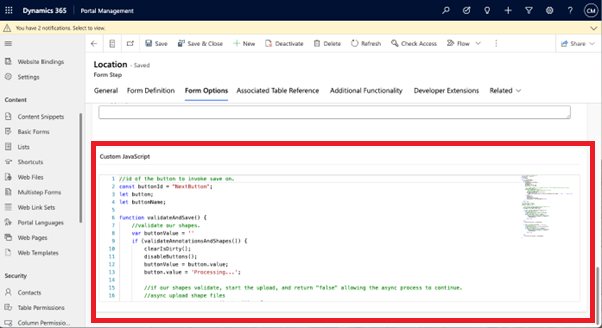 Dynamics 365 Portal Management CM
You have 2 notifications. Select to view.
Save Save & Close New Deactivate Delete Refresh Check Access Flow Share
Website Bindings
Settings
Content
Content Snippets
Basic Forms
Lists
Shortcuts
Web Files
Multistep Forms
Web Link Sets
Portal Languages
Web Pages
Web Templates
Security
Contacts
Table Permissions
Column Permissio...
Location - Saved
Form Step
General Form Definition Form Options Associated Table Reference Additional Functionality Developer Extensions Related
Custom JavaScript
1 //id of the button to invoke save on.
2 const buttonId = "NextButton";
3 let button;
4 let buttonName;
5
6 function validateAndSave() {
7 //validate our shapes.
8 var buttonValue = ''
9 if (validateAnnotationsAndShapes()) {
10 clearIsDirty();
11 disableButtons();
12 buttonValue = button.value;
13 button.value = 'Processing...';
14
15 //if our shapes validate, start the upload, and return "false" allowing the async process to continue.
16 //async upload shape files